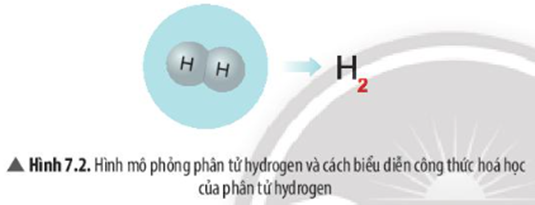 H H
H₂
▲ Hình 7.2. Hình mô phỏng phân tử hydrogen và cách biểu diễn công thức hoá học
của phân tử hydrogen